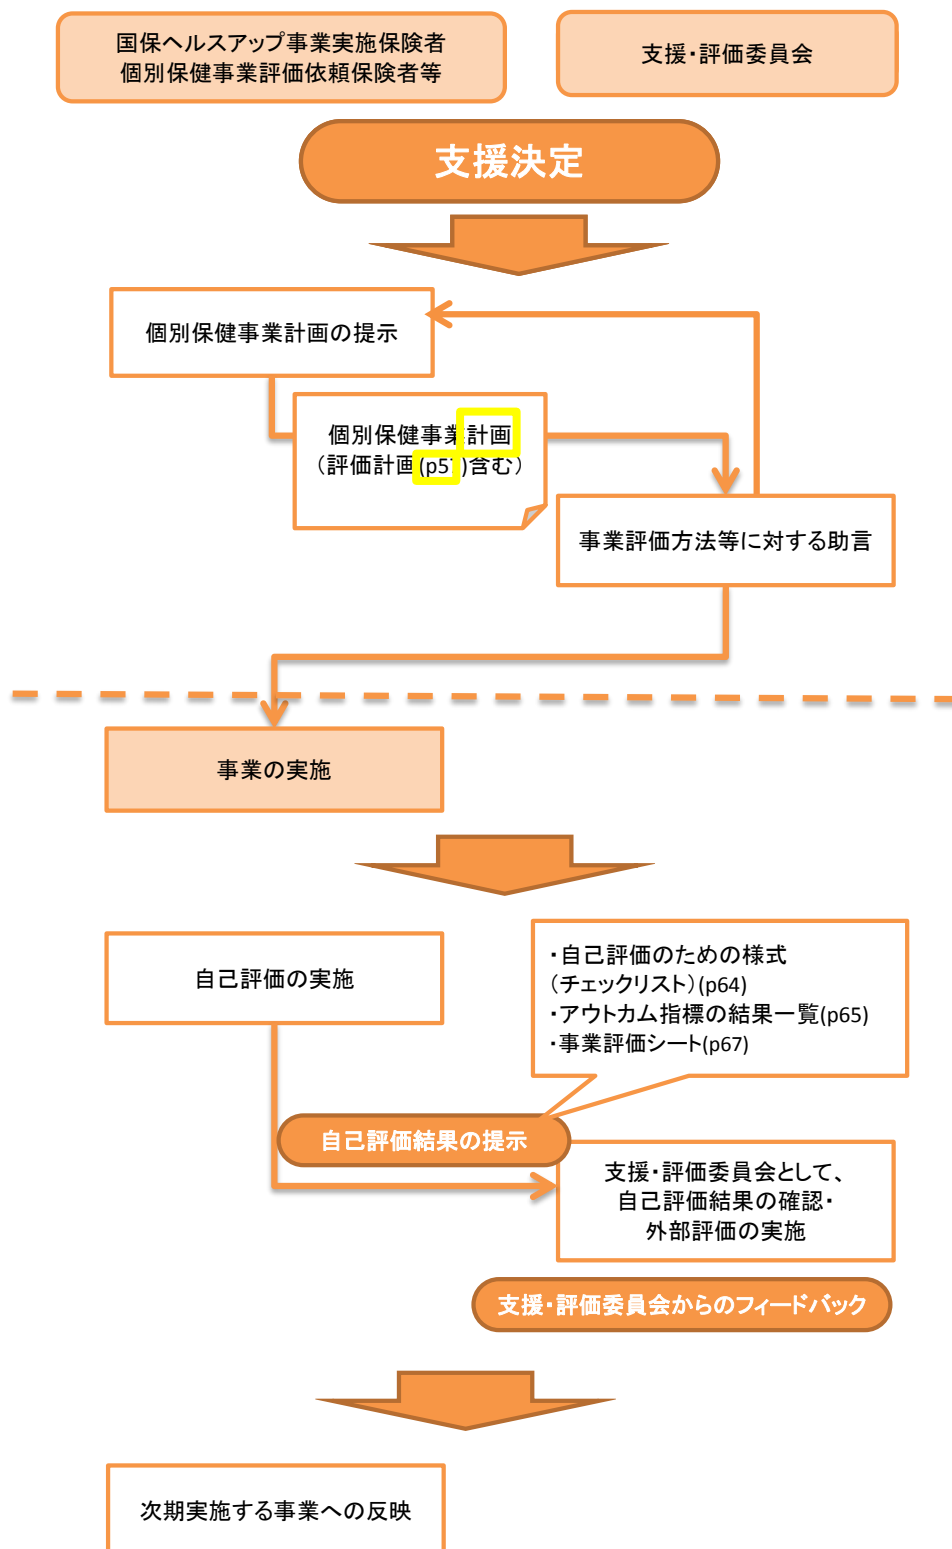 国保ヘルスアップ事業実施保険者
個別保健事業評価依頼保険者等
支援・評価委員会
支援決定
個別保健事業計画の提示
個別保健事業計画
（評価計画(p57)含む）
事業評価方法等に対する助言
事業の実施
自己評価の実施
・自己評価のための様式
（チェックリスト）(p64)
・アウトカム指標の結果一覧(p65)
・事業評価シート(p67)
自己評価結果の提示
支援・評価委員会として、
自己評価結果の確認・
外部評価の実施
支援・評価委員会からのフィードバック
次期実施する事業への反映